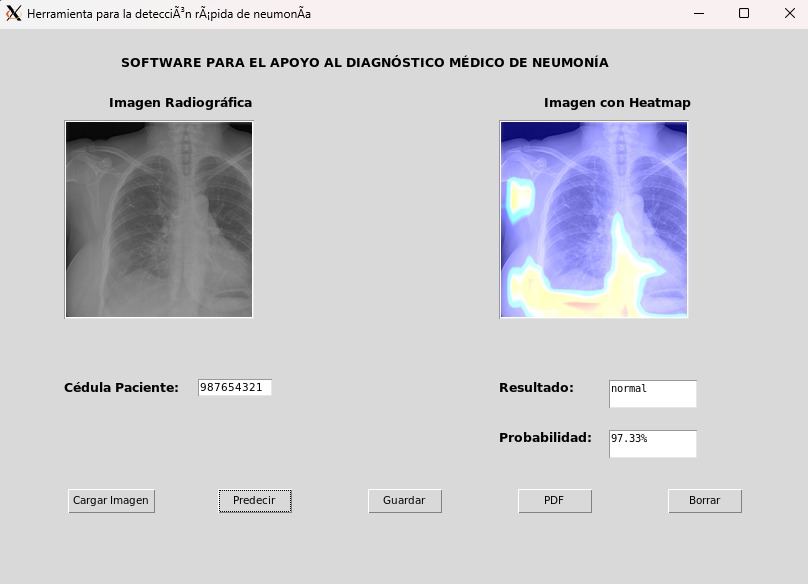 Herramienta para la detecciÃ³n rÃ¡pida de neumonÃa
SOFTWARE PARA EL APOYO AL DIAGNÓSTICO MÉDICO DE NEUMONÍA
Imagen Radiográfica
Imagen con Heatmap
Cédula Paciente: 987654321
Resultado: normal
Probabilidad: 97.33%
Cargar Imagen Predecir Guardar PDF Borrar